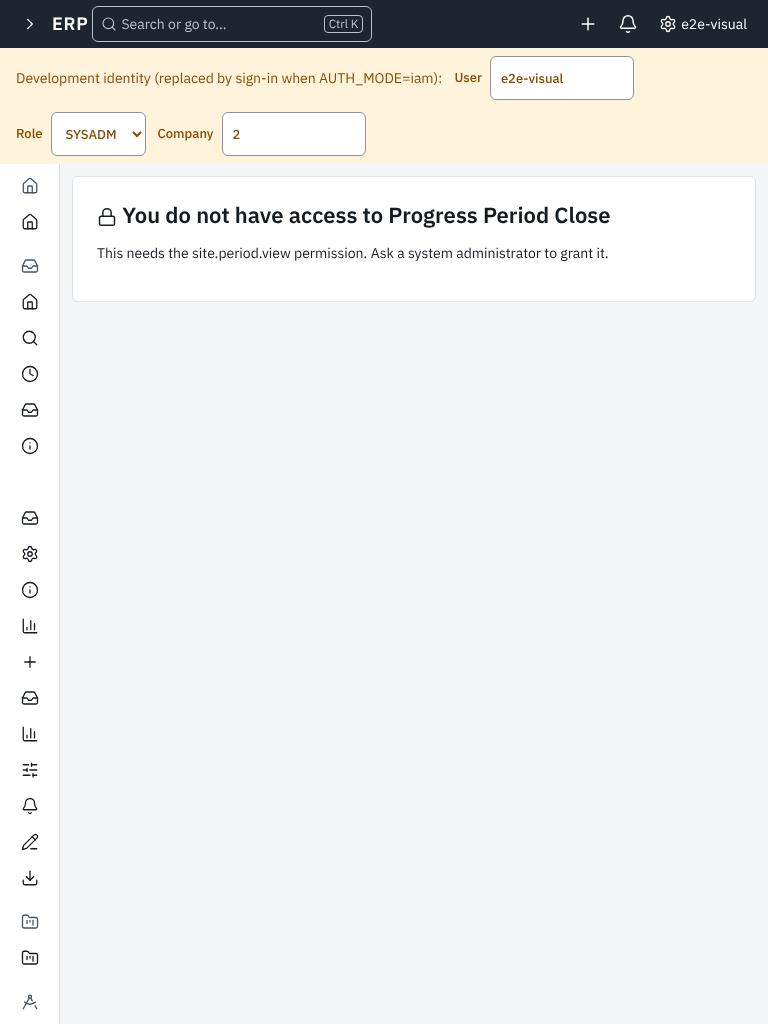 ERP Search or go to... Ctrl K e2e-visual
Development identity (replaced by sign-in when AUTH_MODE=iam): User e2e-visual
Role SYSADM Company 2
You do not have access to Progress Period Close
This needs the site.period.view permission. Ask a system administrator to grant it.